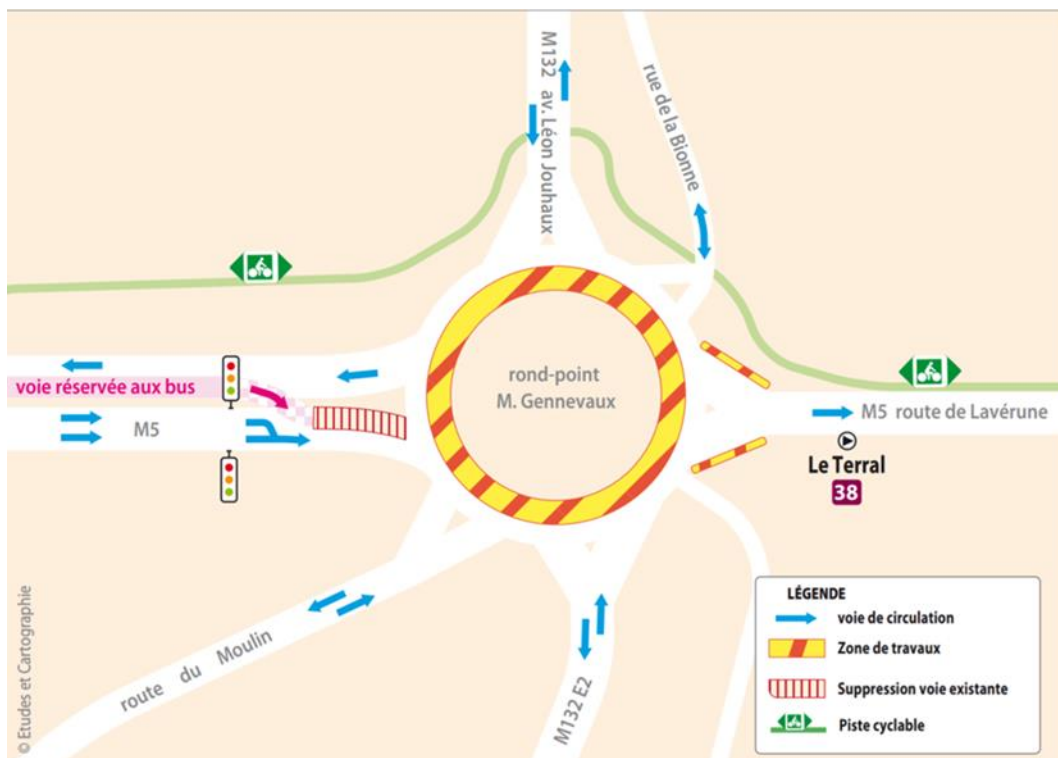 M132 av. Léon Jouhaux
rue de la Bionne
voie réservée aux bus
M5
rond-point
M. Gennevaux
M5 route de Lavérune
Le Terral
38
route du Moulin
M132 E2
© Etudes et Cartographie
LÉGENDE
voie de circulation
Zone de travaux
Suppression voie existante
Piste cyclable